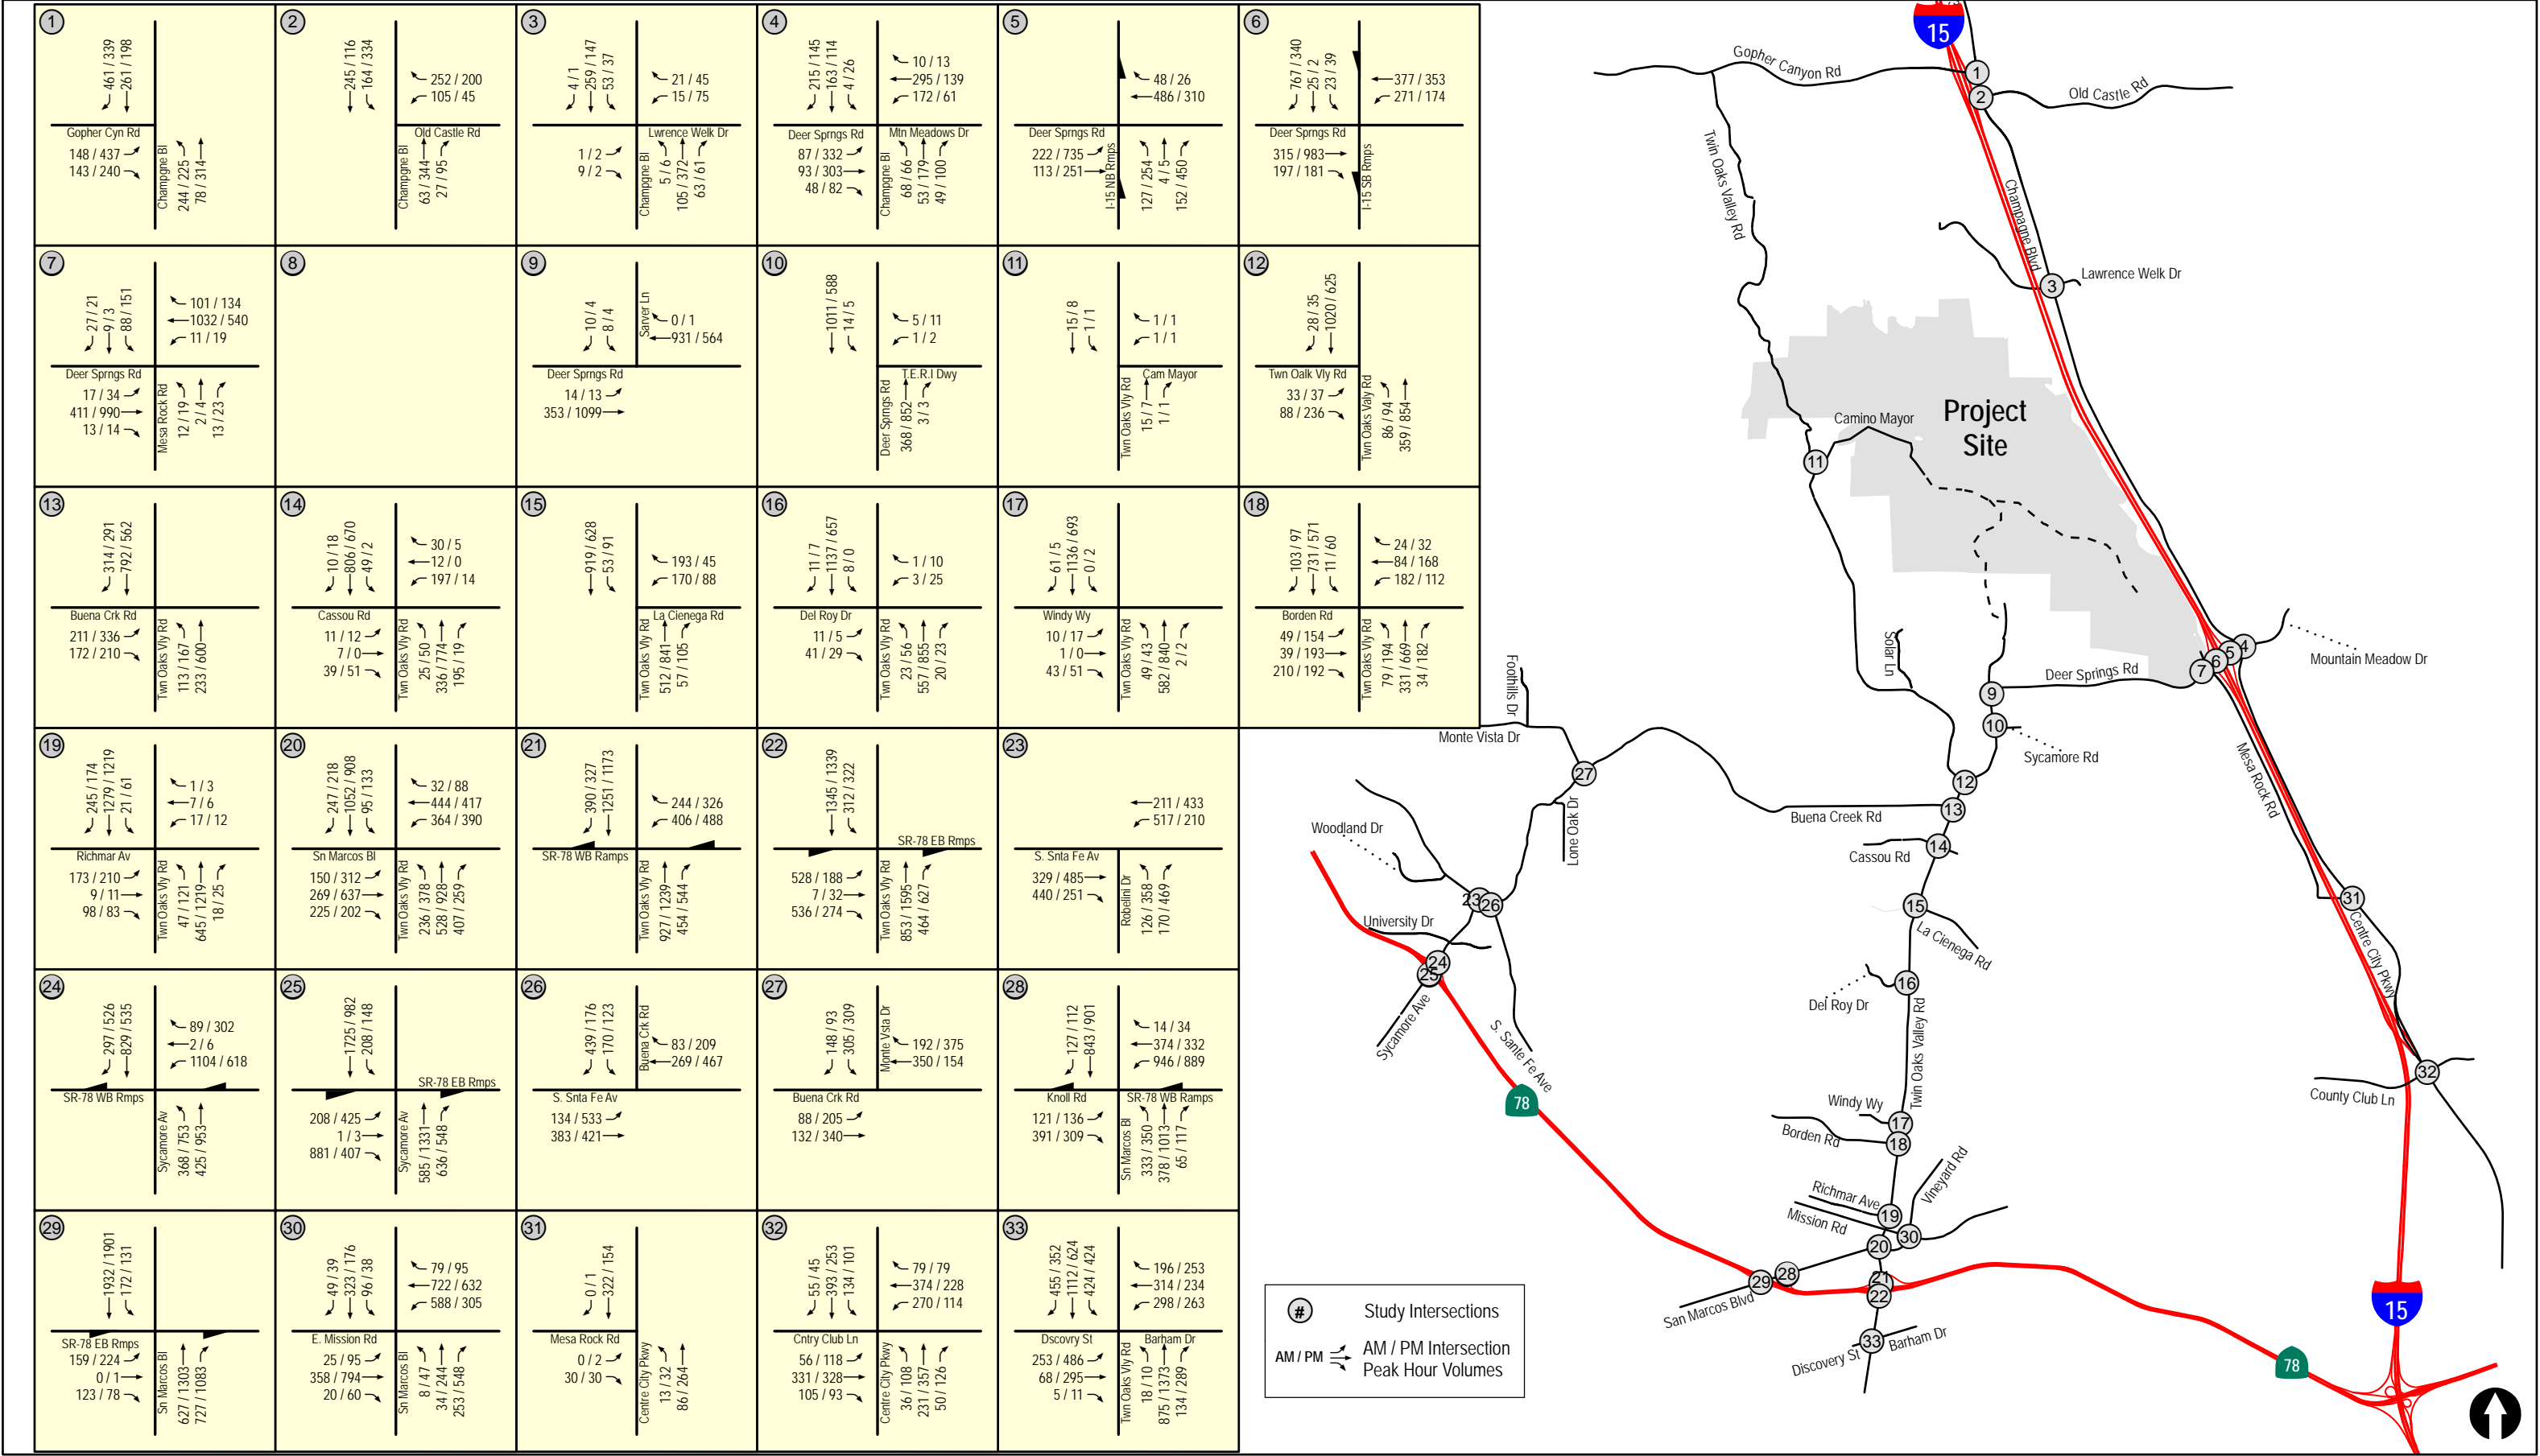 1
461 / 339
261 / 198
Gopher Cyn Rd
148 / 437
143 / 240
Champgne Bl
244 / 225
78 / 314
2
245 / 116
164 / 334
252 / 200
105 / 45
Old Castle Rd
Champgne Bl
63 / 344
27 / 95
3
4 / 1
259 / 147
53 / 37
21 / 45
15 / 75
Lwrence Welk Dr
1 / 2
9 / 2
Champgne Bl
5 / 6
105 / 372
63 / 61
4
215 / 145
163 / 114
4 / 26
10 / 13
295 / 139
172 / 61
Deer Sprngs Rd
Mtn Meadows Dr
87 / 332
93 / 303
48 / 82
Champgne Bl
68 / 66
53 / 179
49 / 100
5
48 / 26
486 / 310
Deer Sprngs Rd
222 / 735
113 / 251
I-15 NB Rmps
127 / 254
4 / 5
152 / 450
6
767 / 340
25 / 2
23 / 39
377 / 353
271 / 174
Deer Sprngs Rd
315 / 983
197 / 181
I-15 SB Rmps
7
27 / 21
9 / 3
88 / 151
101 / 134
1032 / 540
11 / 19
Deer Sprngs Rd
17 / 34
411 / 990
13 / 14
Mesa Rock Rd
12 / 19
2 / 4
13 / 23
8
9
10 / 4
8 / 4
Sarver Ln
0 / 1
931 / 564
Deer Sprngs Rd
14 / 13
353 / 1099
10
1011 / 588
14 / 5
5 / 11
1 / 2
T.E.R.I Dwy
Deer Sprngs Rd
368 / 852
3 / 3
11
15 / 8
1 / 1
1 / 1
1 / 1
Cam Mayor
Twn Oaks Vly Rd
15 / 7
1 / 1
12
28 / 35
1020 / 625
Twn Oalk Vly Rd
33 / 37
88 / 236
Twn Oaks Valy Rd
86 / 94
359 / 854
13
314 / 291
792 / 562
Buena Crk Rd
211 / 336
172 / 210
Twn Oaks Vly Rd
113 / 167
233 / 600
14
10 / 18
806 / 670
49 / 2
30 / 5
12 / 0
197 / 14
Cassou Rd
11 / 12
7 / 0
39 / 51
Twn Oaks Vly Rd
25 / 50
336 / 774
195 / 19
15
919 / 628
53 / 91
193 / 45
170 / 88
La Cienega Rd
Twn Oaks Vly Rd
512 / 841
57 / 105
16
11 / 7
1137 / 657
8 / 0
1 / 10
3 / 25
Del Roy Dr
11 / 5
41 / 29
Twn Oaks Vly Rd
23 / 56
557 / 855
20 / 23
17
61 / 5
1136 / 693
0 / 2
Windy Wy
10 / 17
1 / 0
43 / 51
Twn Oaks Vly Rd
49 / 43
582 / 840
2 / 2
18
103 / 97
731 / 571
11 / 60
24 / 32
84 / 168
182 / 112
Borden Rd
49 / 154
39 / 193
210 / 192
Twn Oaks Vly Rd
79 / 194
331 / 669
34 / 182
19
245 / 174
1279 / 1219
21 / 61
1 / 3
7 / 6
17 / 12
Richmar Av
173 / 210
9 / 11
98 / 83
Twn Oaks Vly Rd
47 / 121
645 / 1219
18 / 25
20
247 / 218
1052 / 908
95 / 133
32 / 88
444 / 417
364 / 390
Sn Marcos Bl
150 / 312
269 / 637
225 / 202
Twn Oaks Vly Rd
236 / 378
528 / 928
407 / 259
21
390 / 327
1251 / 1173
244 / 326
406 / 488
SR-78 WB Ramps
Twn Oaks Vly Rd
927 / 1239
454 / 544
22
1345 / 1339
312 / 322
SR-78 EB Rmps
528 / 188
7 / 32
536 / 274
Twn Oaks Vly Rd
853 / 1595
464 / 627
23
211 / 433
517 / 210
S. Snta Fe Av
329 / 485
440 / 251
Robelini Dr
126 / 358
170 / 469
24
297 / 526
829 / 535
89 / 302
2 / 6
1104 / 618
SR-78 WB Rmps
Sycamore Av
368 / 753
425 / 953
25
1725 / 982
208 / 148
SR-78 EB Rmps
208 / 425
1 / 3
881 / 407
Sycamore Av
585 / 1331
636 / 548
26
439 / 176
170 / 123
Buena Crk Rd
83 / 209
269 / 467
S. Snta Fe Av
134 / 533
383 / 421
27
148 / 93
305 / 309
Monte Vsta Dr
192 / 375
350 / 154
Buena Crk Rd
88 / 205
132 / 340
28
127 / 112
843 / 901
14 / 34
374 / 332
946 / 889
Knoll Rd
SR-78 WB Ramps
121 / 136
391 / 309
Sn Marcos Bl
333 / 350
378 / 1013
65 / 117
29
1932 / 1901
172 / 131
SR-78 EB Rmps
159 / 224
0 / 1
123 / 78
Sn Marcos Bl
627 / 1303
727 / 1083
30
49 / 39
323 / 176
96 / 38
79 / 95
722 / 632
588 / 305
E. Mission Rd
25 / 95
358 / 794
20 / 60
Sn Marcos Bl
8 / 47
34 / 244
253 / 548
31
0 / 1
322 / 154
Mesa Rock Rd
0 / 2
30 / 30
Centre City Pkwy
13 / 32
86 / 264
32
55 / 45
393 / 253
134 / 101
79 / 79
374 / 228
270 / 114
Cntry Club Ln
56 / 118
331 / 328
105 / 93
Centre City Pkwy
36 / 108
231 / 357
50 / 126
33
455 / 352
1112 / 624
424 / 424
196 / 253
314 / 234
298 / 263
Dscovry St
Barham Dr
253 / 486
68 / 295
5 / 11
Twn Oaks Vly Rd
18 / 10
875 / 1373
134 / 289
15
Gopher Canyon Rd
1
2
Old Castle Rd
Twin Oaks Valley Rd
Champagne Blvd
3
Lawrence Welk Dr
Project
Site
Camino Mayor
11
Solar Ln
4
5
6
7
Mountain Meadow Dr
Deer Springs Rd
9
10
Sycamore Rd
Foothills Dr
Monte Vista Dr
27
12
13
Buena Creek Rd
Lone Oak Dr
Woodland Dr
Cassou Rd
14
Mesa Rock Rd
23
26
15
La Cienega Rd
31
Centre City Pkwy
University Dr
24
25
Sycamore Ave
S. Sante Fe Ave
16
Del Roy Dr
Twin Oaks Valley Rd
78
Windy Wy
17
18
Borden Rd
32
County Club Ln
Vineyard Rd
Richmar Ave
19
Mission Rd
30
20
28
29
21
22
San Marcos Blvd
33
Barham Dr
Discovery St
15
78
# Study Intersections
AM / PM
AM / PM Intersection
Peak Hour Volumes